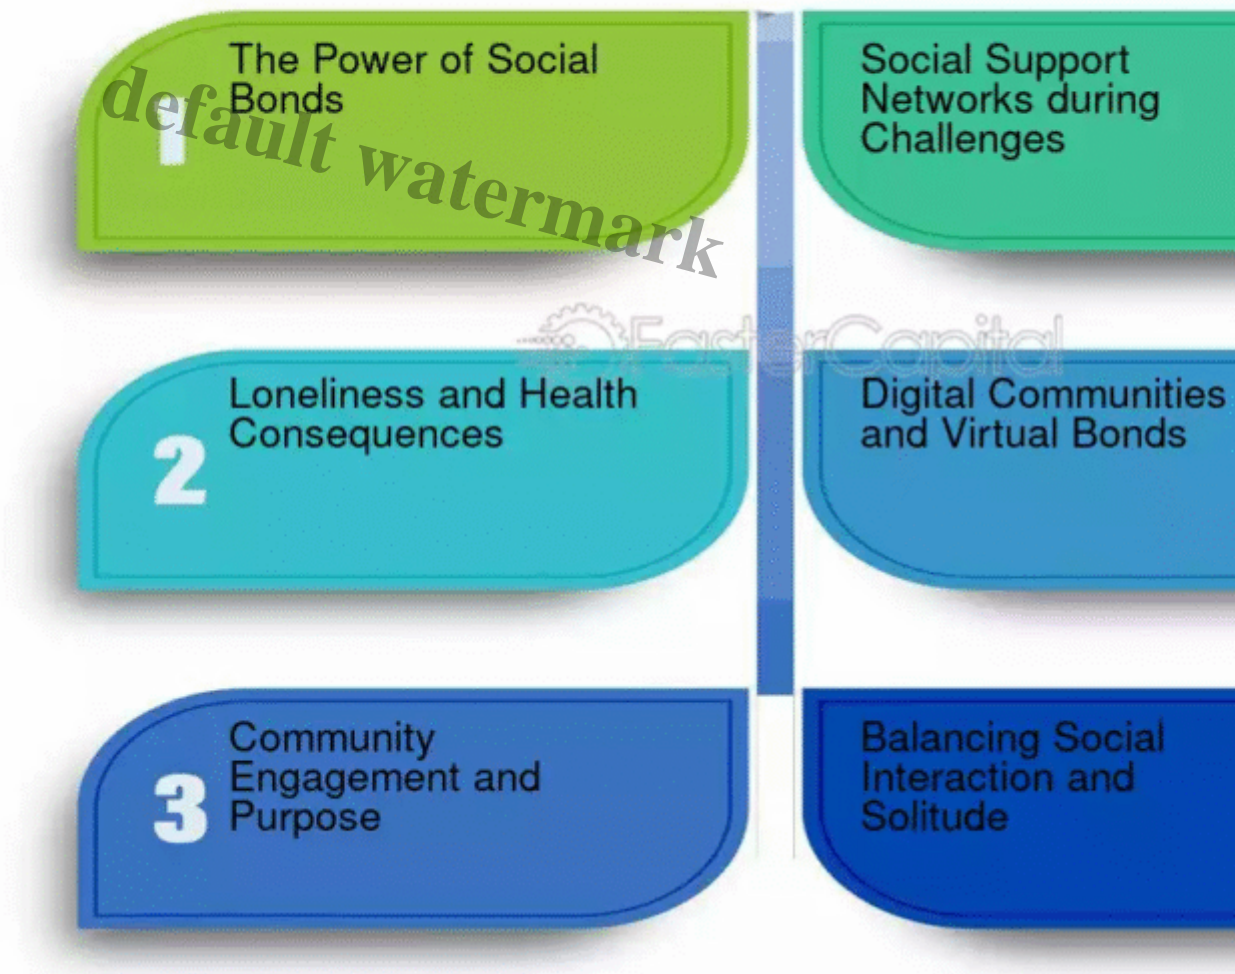 1
The Power of Social
Bonds
default watermark
Social Support
Networks during
Challenges
FasterCapital
2
Loneliness and Health
Consequences
Digital Communities
and Virtual Bonds
3
Community
Engagement and
Purpose
Balancing Social
Interaction and
Solitude